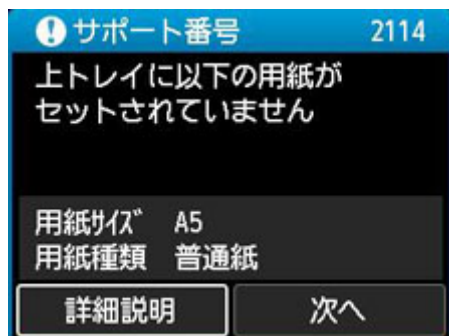 サポート番号 2114
上トレイに以下の用紙が
セットされていません
用紙ｻｲｽﾞ A5
用紙種類 普通紙
詳細説明 次へ